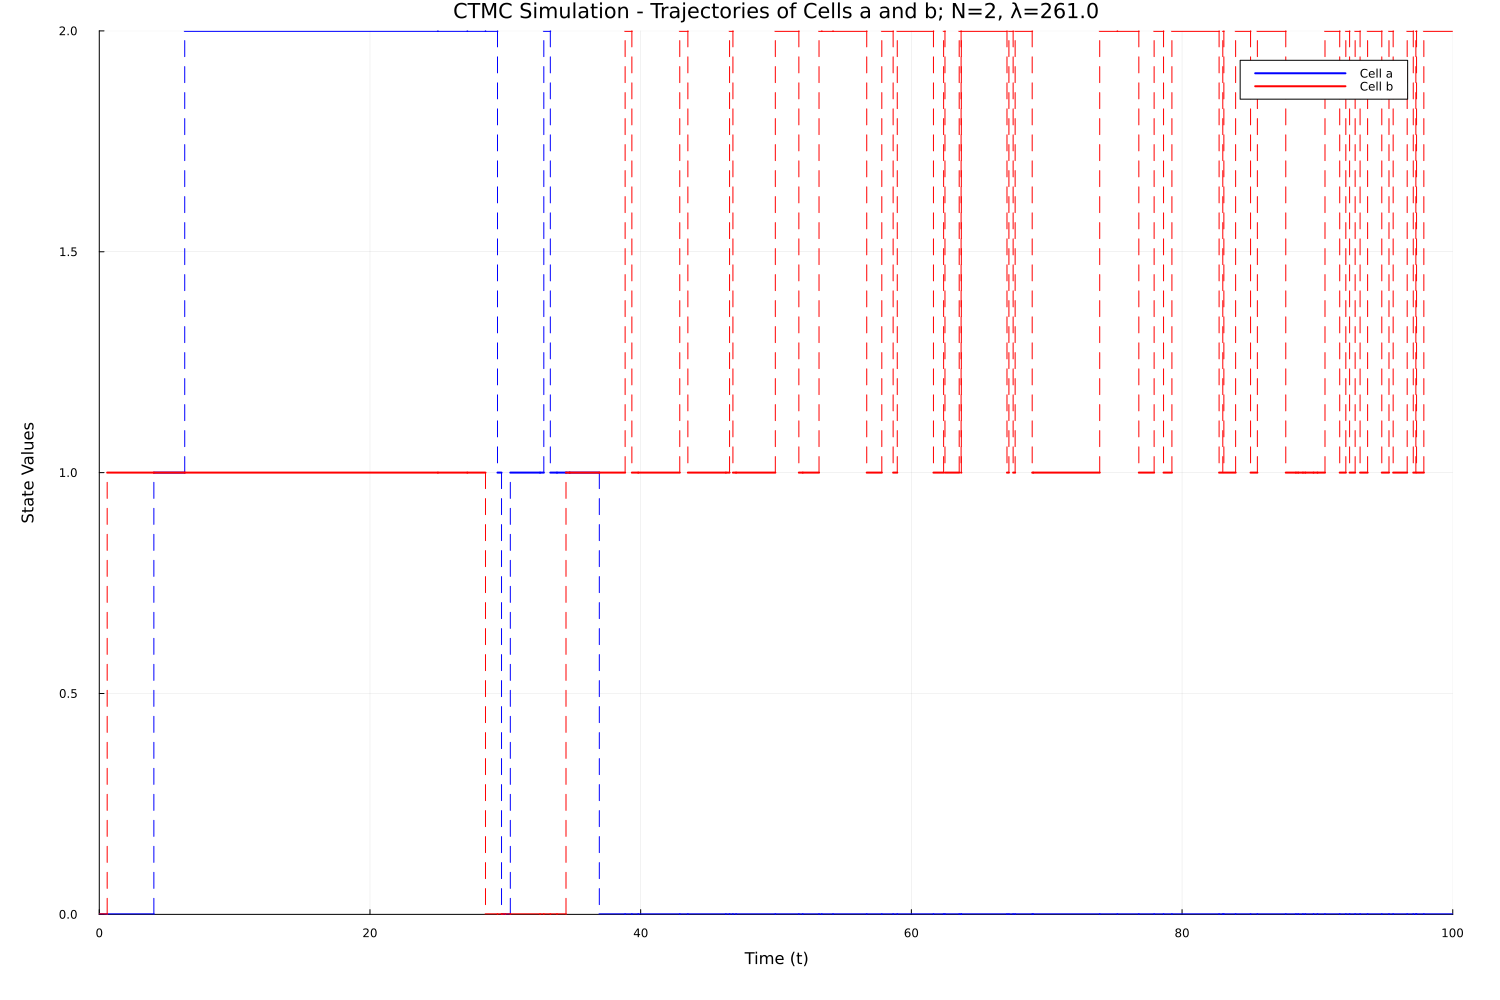 CTMC Simulation - Trajectories of Cells a and b; N=2, λ=261.0
2.0
Cell a
Cell b
1.5
State Values
1.0
0.5
0.0
0 20 40 60 80 100
Time (t)